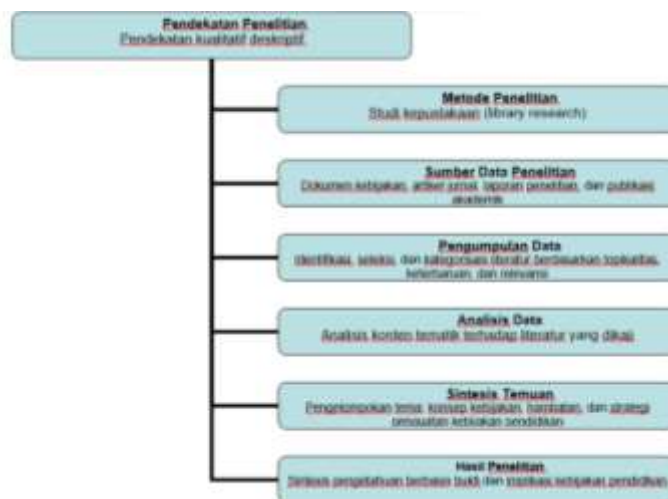 Pendekatan Penelitian
Pendekatan kualitatif deskriptif
Metode Penelitian
Studi kepustakaan (library research)
Sumber Data Penelitian
Dokumen kebijakan, artikel jurnal, laporan penelitian, dan publikasi
akademik
Pengumpulan Data
Identifikasi, seleksi, dan kategorisasi literatur berdasarkan topikalitas,
keterbaruan, dan relevansi
Analisis Data
Analisis konten tematik terhadap literatur yang dikaji
Sintesis Temuan
Pengelompokan tema, konsep kebijakan, hambatan, dan strategi
penguatan kebijakan pendidikan
Hasil Penelitian
Sintesis pengetahuan berbasis bukti dan implikasi kebijakan pendidikan